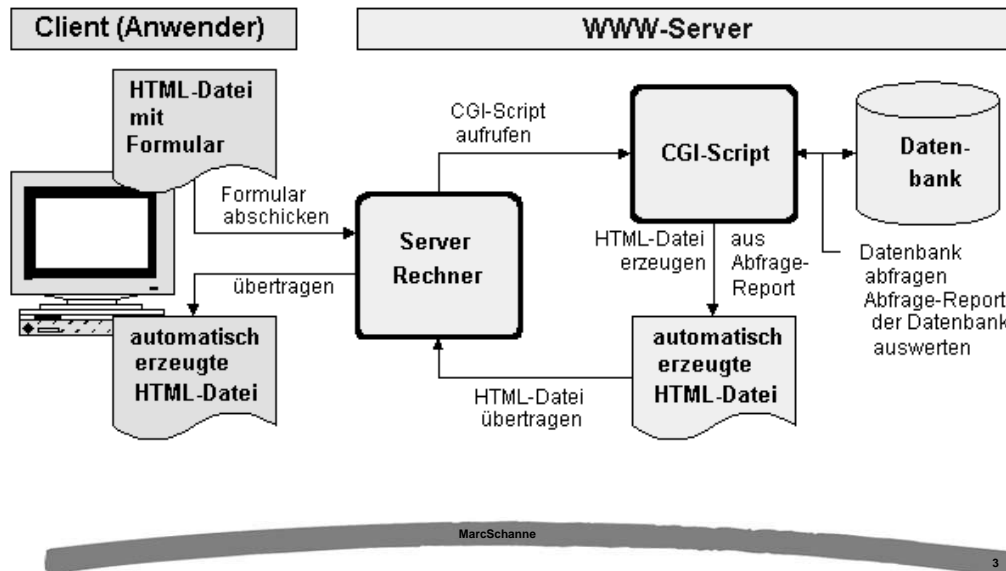 Client (Anwender)
WWW-Server
HTML-Datei
mit
Formular
Formular
abschicken
übertragen
automatisch
erzeugte
HTML-Datei
Server
Rechner
CGI-Script
aufrufen
CGI-Script
Daten-
bank
HTML-Datei
erzeugen
aus
Abfrage-
Report
Datenbank
abfragen
Abfrage-Report
der Datenbank
auswerten
automatisch
erzeugte
HTML-Datei
HTML-Datei
übertragen
MarcSchanne
3